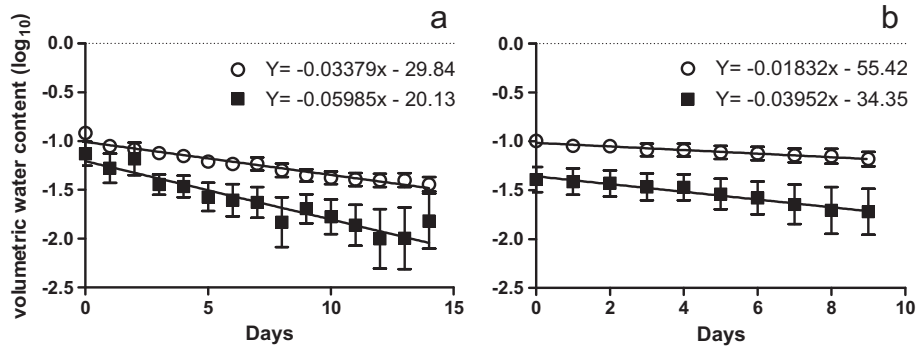 a
b
volumetric water content (log10)
0.0
-0.5
-1.0
-1.5
-2.0
-2.5
Y= -0.03379x - 29.84
Y= -0.05985x - 20.13
0 5 10 15
Days
0.0
-0.5
-1.0
-1.5
-2.0
-2.5
Y= -0.01832x - 55.42
Y= -0.03952x - 34.35
0 2 4 6 8 10
Days